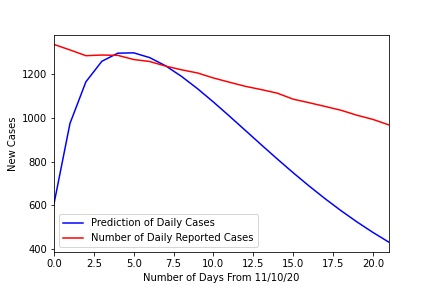 New Cases
1200
1000
800
600
400
Prediction of Daily Cases
Number of Daily Reported Cases
0.0 2.5 5.0 7.5 10.0 12.5 15.0 17.5 20.0
Number of Days From 11/10/20